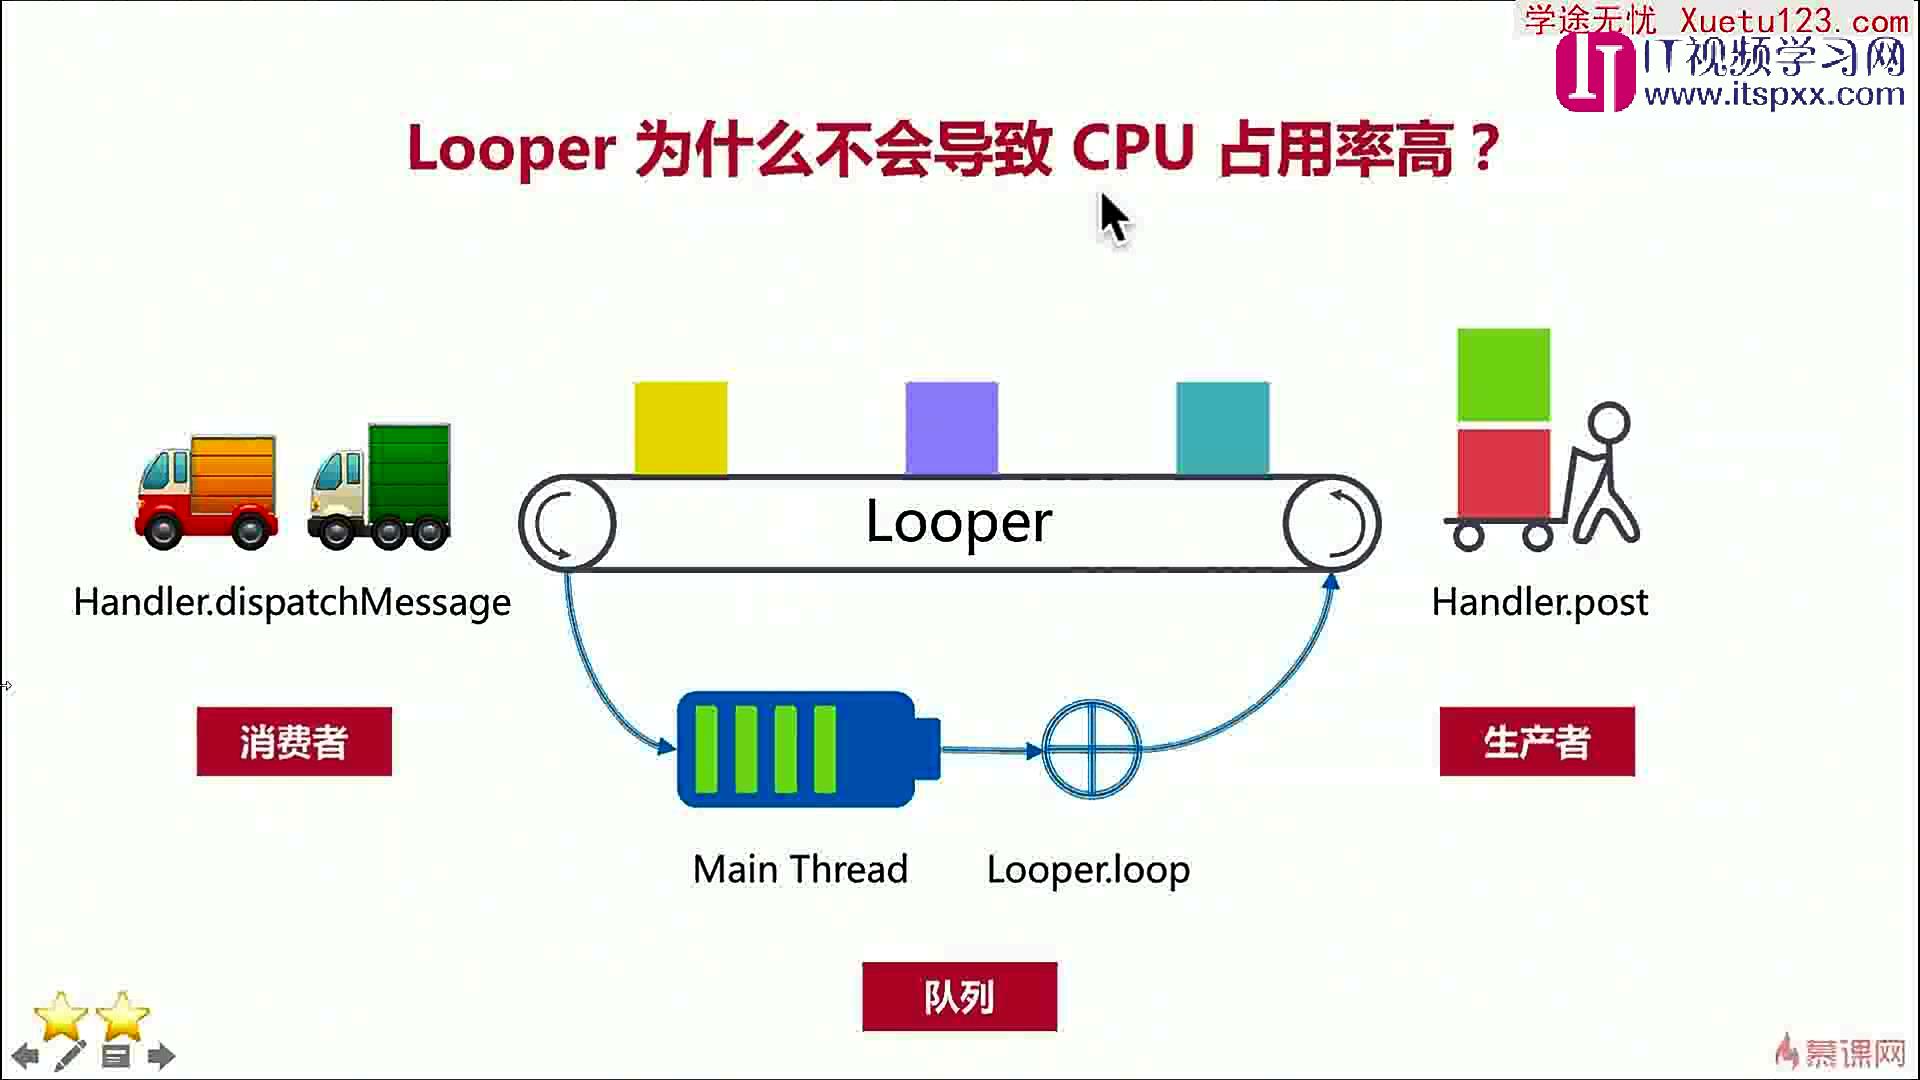 学途无忧 Xuetu123.com
IT视频学习网
www.itspxx.com
Looper 为什么不会导致 CPU 占用率高？
Looper
Handler.dispatchMessage
Handler.post
消费者
生产者
Main Thread
Looper.loop
队列
慕课网